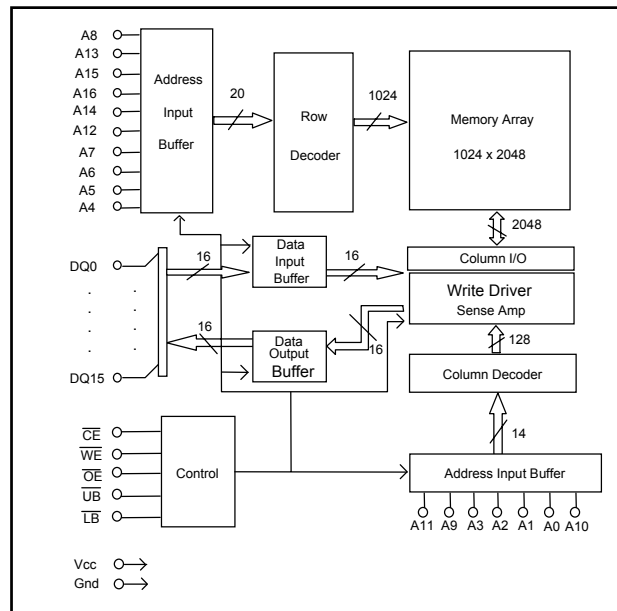 A8
A13
A15
A16
A14
A12
A7
A6
A5
A4
Address
Input
Buffer
20
Row
Decoder
1024
Memory Array
1024 x 2048
2048
Column I/O
Write Driver
Sense Amp
128
Column Decoder
14
Address Input Buffer
A11 A9 A3 A2 A1 A0 A10
DQ0
DQ15
16
Data
Input
Buffer
16
16
Data
Output
Buffer
16
CE
WE
OE
UB
LB
Control
Vcc
Gnd